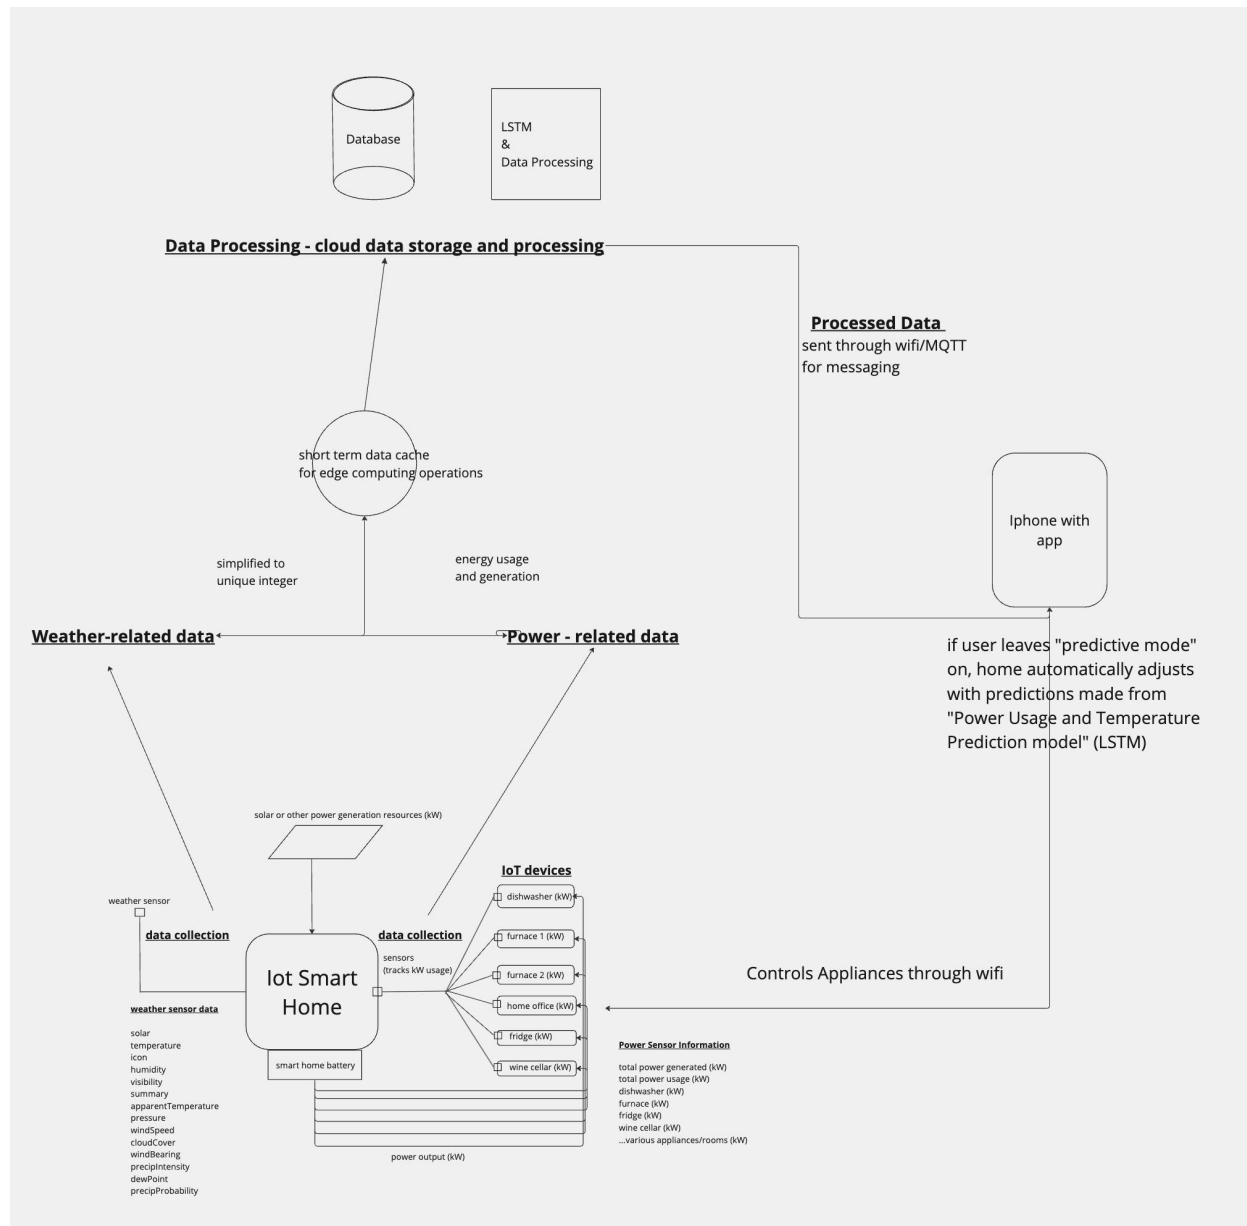 Database
LSTM
&
Data Processing
Data Processing - cloud data storage and processing
Processed Data
sent through wifi/MQTT
for messaging
short term data cache
for edge computing operations
Iphone with
app
simplified to
unique integer
energy usage
and generation
Weather-related data
Power - related data
if user leaves "predictive mode"
on, home automatically adjusts
with predictions made from
"Power Usage and Temperature
Prediction model" (LSTM)
solar or other power generation resources (kW)
weather sensor
data collection
data collection
sensors
(tracks kW usage)
Iot Smart
Home
smart home battery
IoT devices
dishwasher (kW)
furnace 1 (kW)
furnace 2 (kW)
home office (kW)
fridge (kW)
wine cellar (kW)
Controls Appliances through wifi
weather sensor data
solar
temperature
icon
humidity
visibility
summary
apparentTemperature
pressure
windSpeed
cloudCover
windBearing
precipIntensity
dewPoint
precipProbability
power output (kW)
Power Sensor Information
total power generated (kW)
total power usage (kW)
dishwasher (kW)
furnace (kW)
fridge (kW)
wine cellar (kW)
...various appliances/rooms (kW)